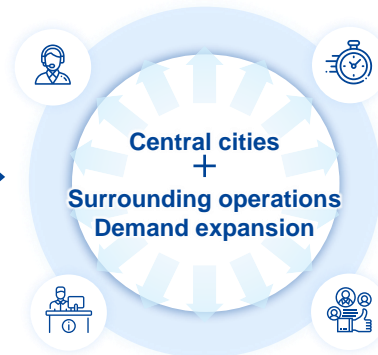 Central cities
+
Surrounding operations
Demand expansion